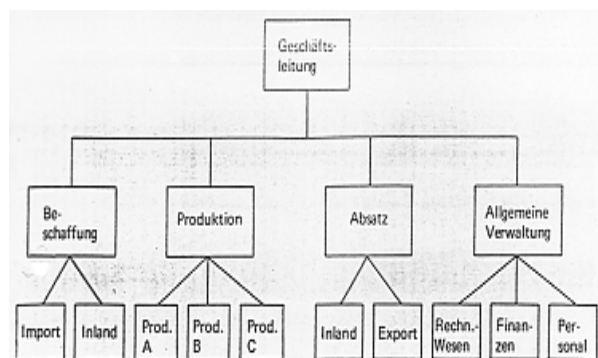 Geschäfts-
leitung
Be-
schaffung
Produktion
Absatz
Allgemeine
Verwaltung
Import
Inland
Prod.
A
Prod.
B
Prod.
C
Inland
Export
Rechn.-
Wesen
Finan-
zen
Per-
sonal